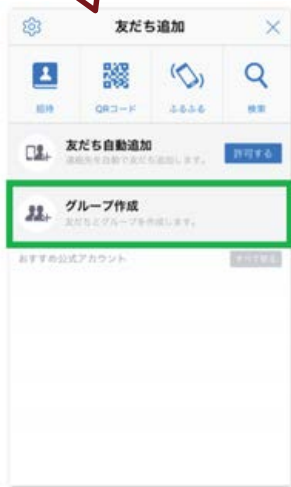 友だち追加
招待 QRコード ふるふる 検索
友だち自動追加
連絡先を自動で友だち追加します。
許可する
グループ作成
友だちとグループを作成します。
おすすめ公式アカウント
すべて見る